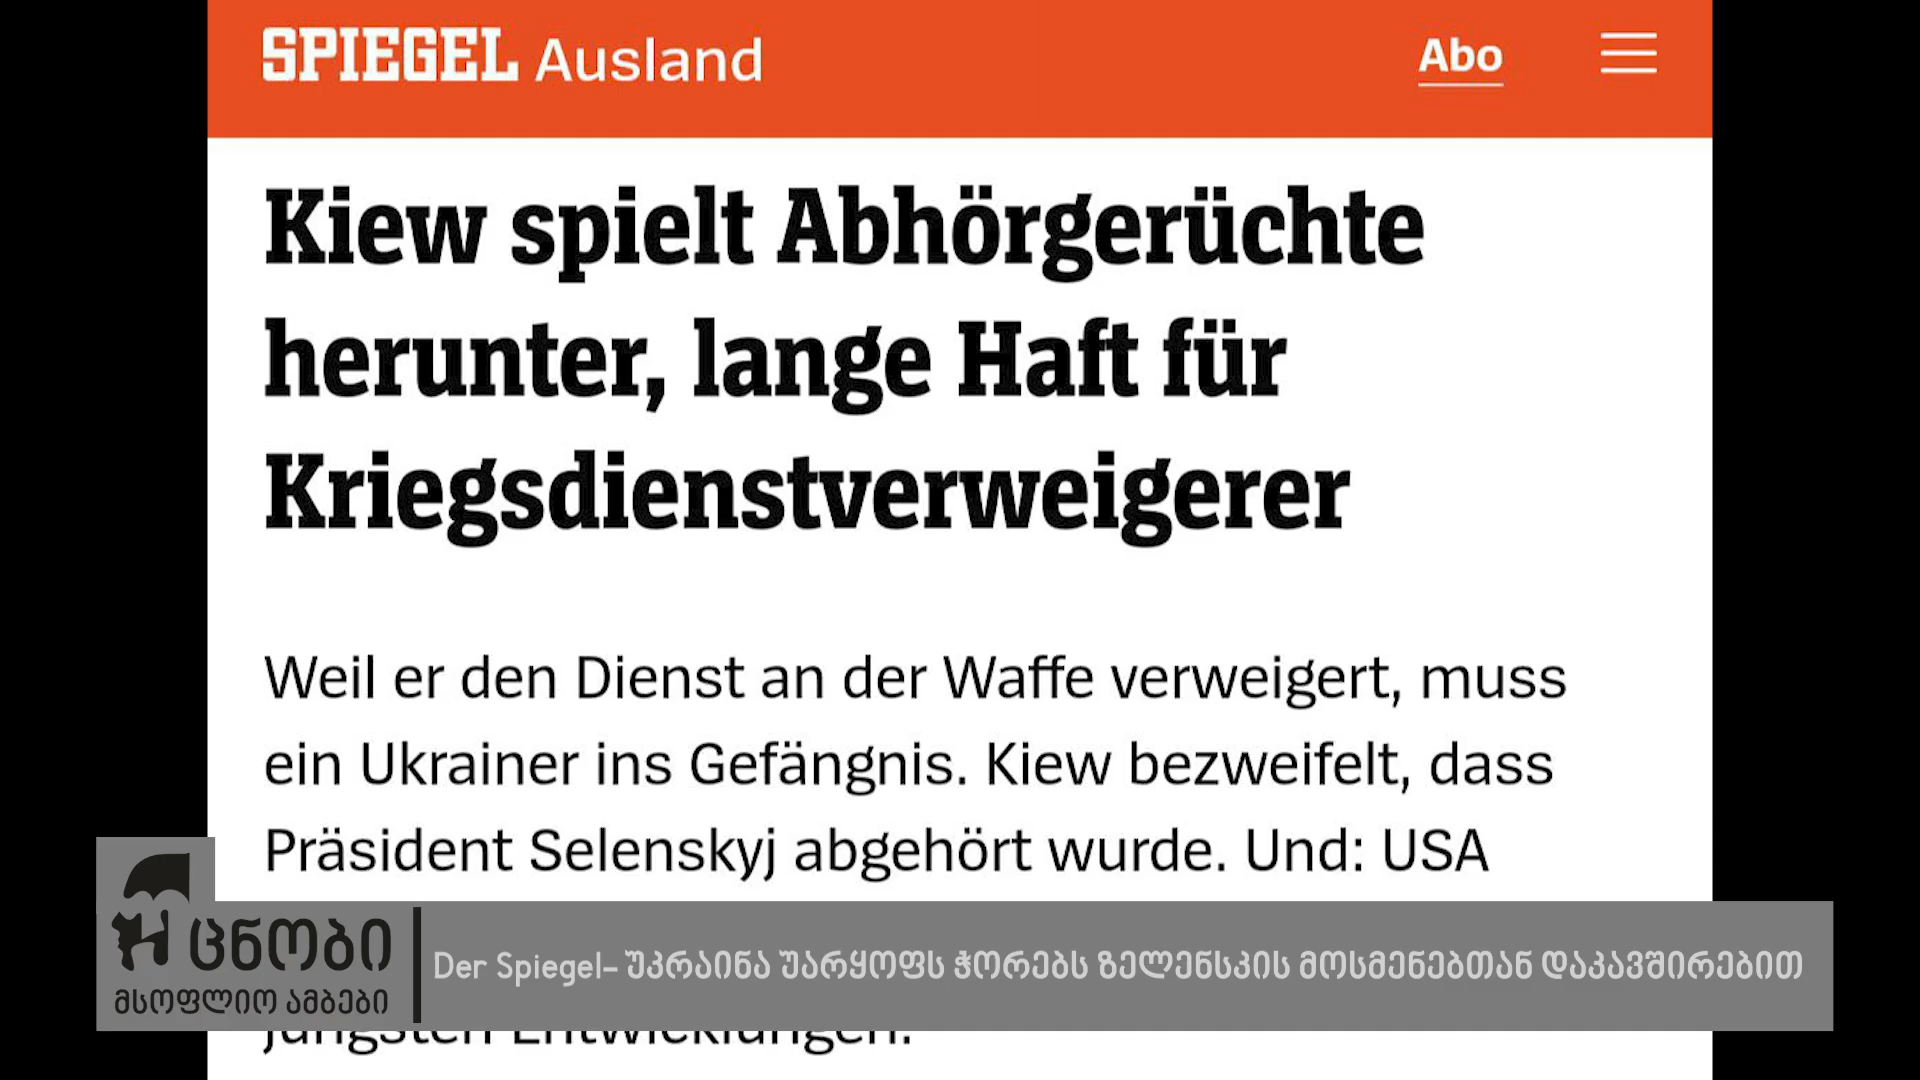 SPIEGEL Ausland
Abo
Kiew spielt Abhörgerüchte
herunter, lange Haft für
Kriegsdienstverweigerer
Weil er den Dienst an der Waffe verweigert, muss
ein Ukrainer ins Gefängnis. Kiew bezweifelt, dass
Präsident Selenskyj abgehört wurde. Und: USA
ცნობი
მსოფლიო ამბები
Der Spiegel- უკრაინა უარყოფს ჭორებს ზელენსკის მოსმენებთან დაკავშირებით
jüngsten Entwicklungen.